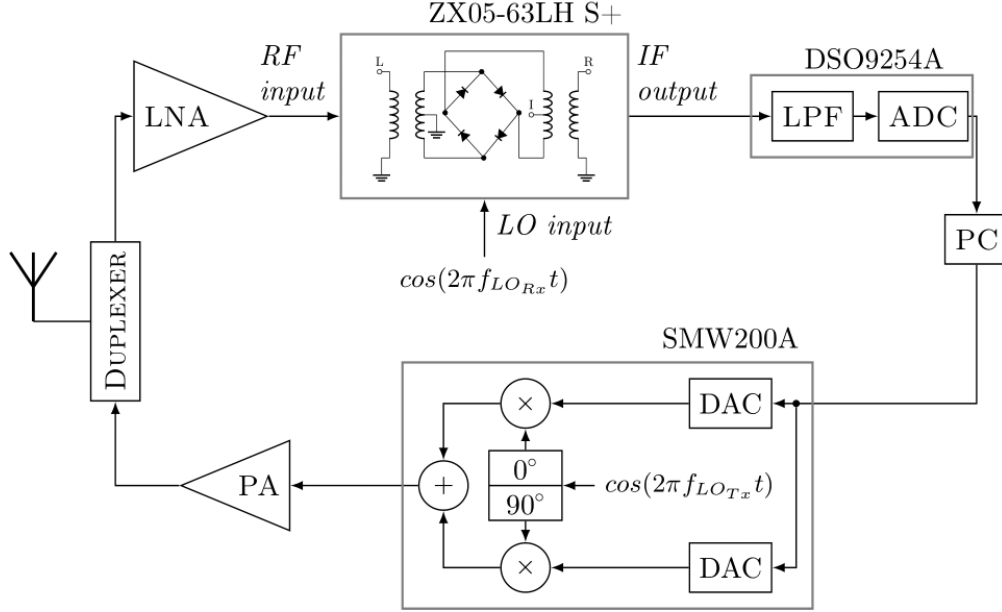 ZX05-63LH S+
RF
input
L
R
I
IF
output
DSO9254A
LNA
LPF
ADC
LO input
cos(2πf_{LO_{Rx}}t)
PC
DUPLEXER
SMW200A
DAC
×
0°
90°
+
cos(2πf_{LO_{Tx}}t)
PA
×
DAC